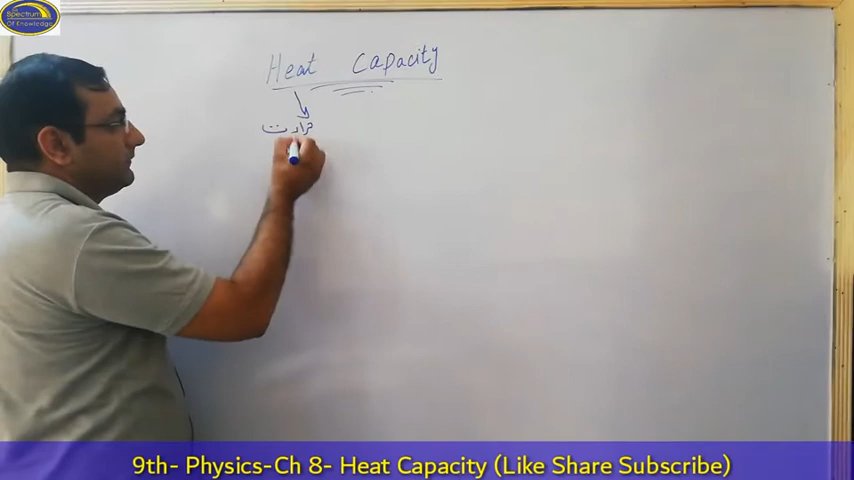 Spectrum
Of Knowledge
Heat Capacity
حرارت
9th- Physics-Ch 8- Heat Capacity (Like Share Subscribe)